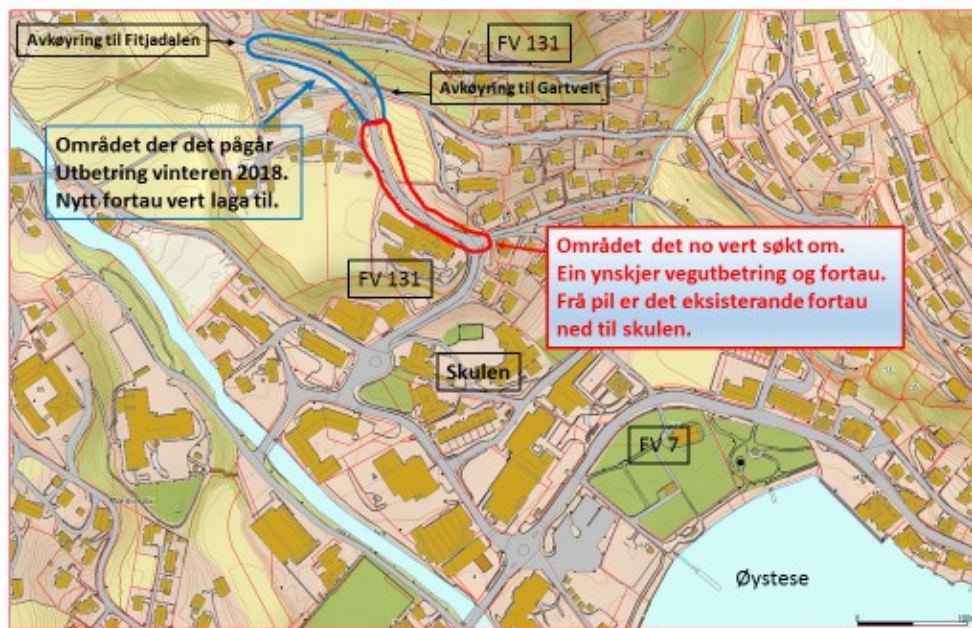 Avkøyring til Fitjadalen
FV 131
Avkøyring til Gartveit
Området der det pågår
Utbetring vinteren 2018.
Nytt fortau vert laga til.
Området det no vert søkt om.
Ein ynskjer vegutbetring og fortau.
Frå pil er det eksisterande fortau
ned til skulen.
FV 131
Skulen
FV 7
Øystese